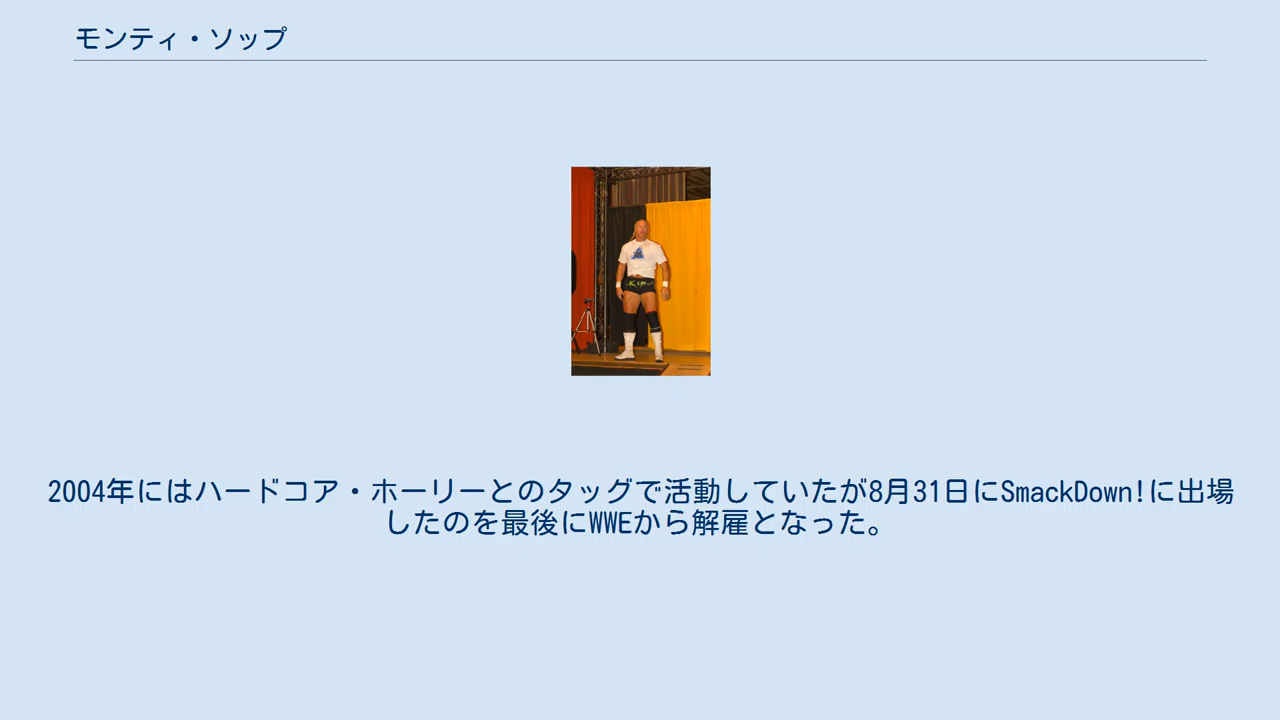 モンティ・ソップ
2004年にはハードコア・ホーリーとのタッグで活動していたが8月31日にSmackDown!に出場
したのを最後にWWEから解雇となった。